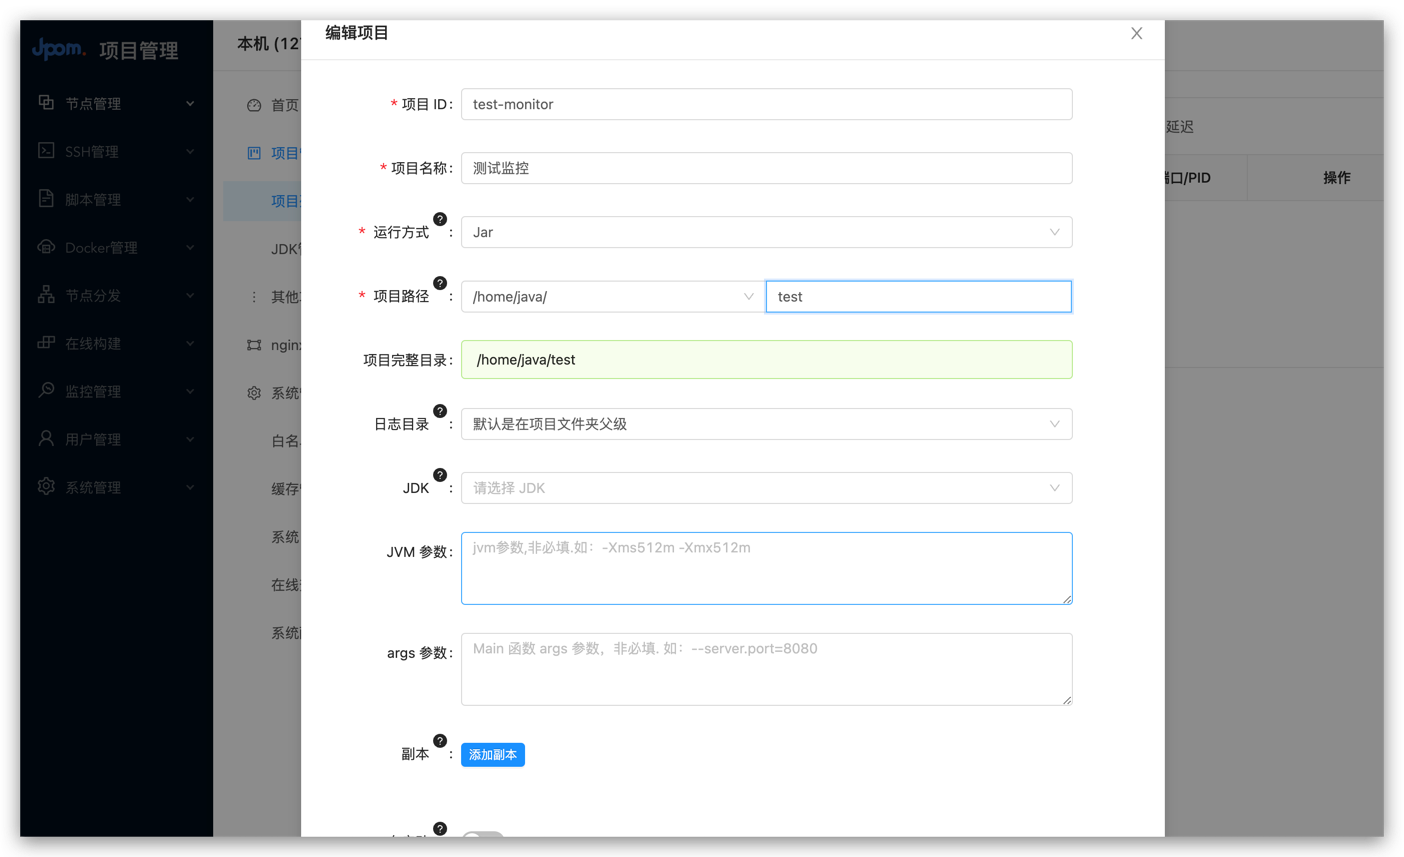 Jpom. 项目管理
节点管理
SSH管理
脚本管理
Docker管理
节点分发
在线构建
监控管理
用户管理
系统管理
本机 (127
首页
项目
项目
JDK
其他
nginx
系统
白名
缓存
系统
在线
系统
编辑项目
* 项目 ID: test-monitor
* 项目名称: 测试监控
* 运行方式 ? : Jar
* 项目路径 ? : /home/java/ test
项目完整目录: /home/java/test
日志目录 ? : 默认是在项目文件夹父级
JDK ? : 请选择 JDK
JVM 参数: jvm参数,非必填.如：-Xms512m -Xmx512m
args 参数: Main 函数 args 参数，非必填. 如：--server.port=8080
副本 ? : 添加副本
?
延迟
端口/PID
操作